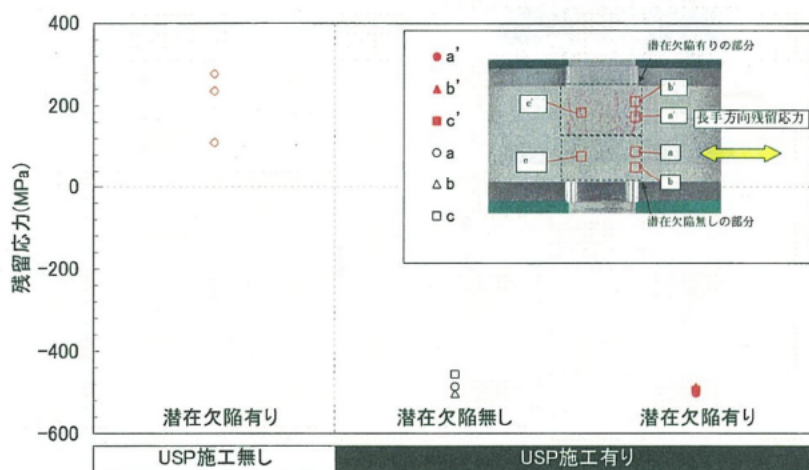 400
200
0
-200
-400
-600
残留応力(MPa)
a'
b'
c'
a
b
c
潜在欠陥有りの部分
b'
c'
a'
長手方向残留応力
a
b
潜在欠陥無しの部分
潜在欠陥有り
潜在欠陥無し
潜在欠陥有り
USP施工無し
USP施工有り